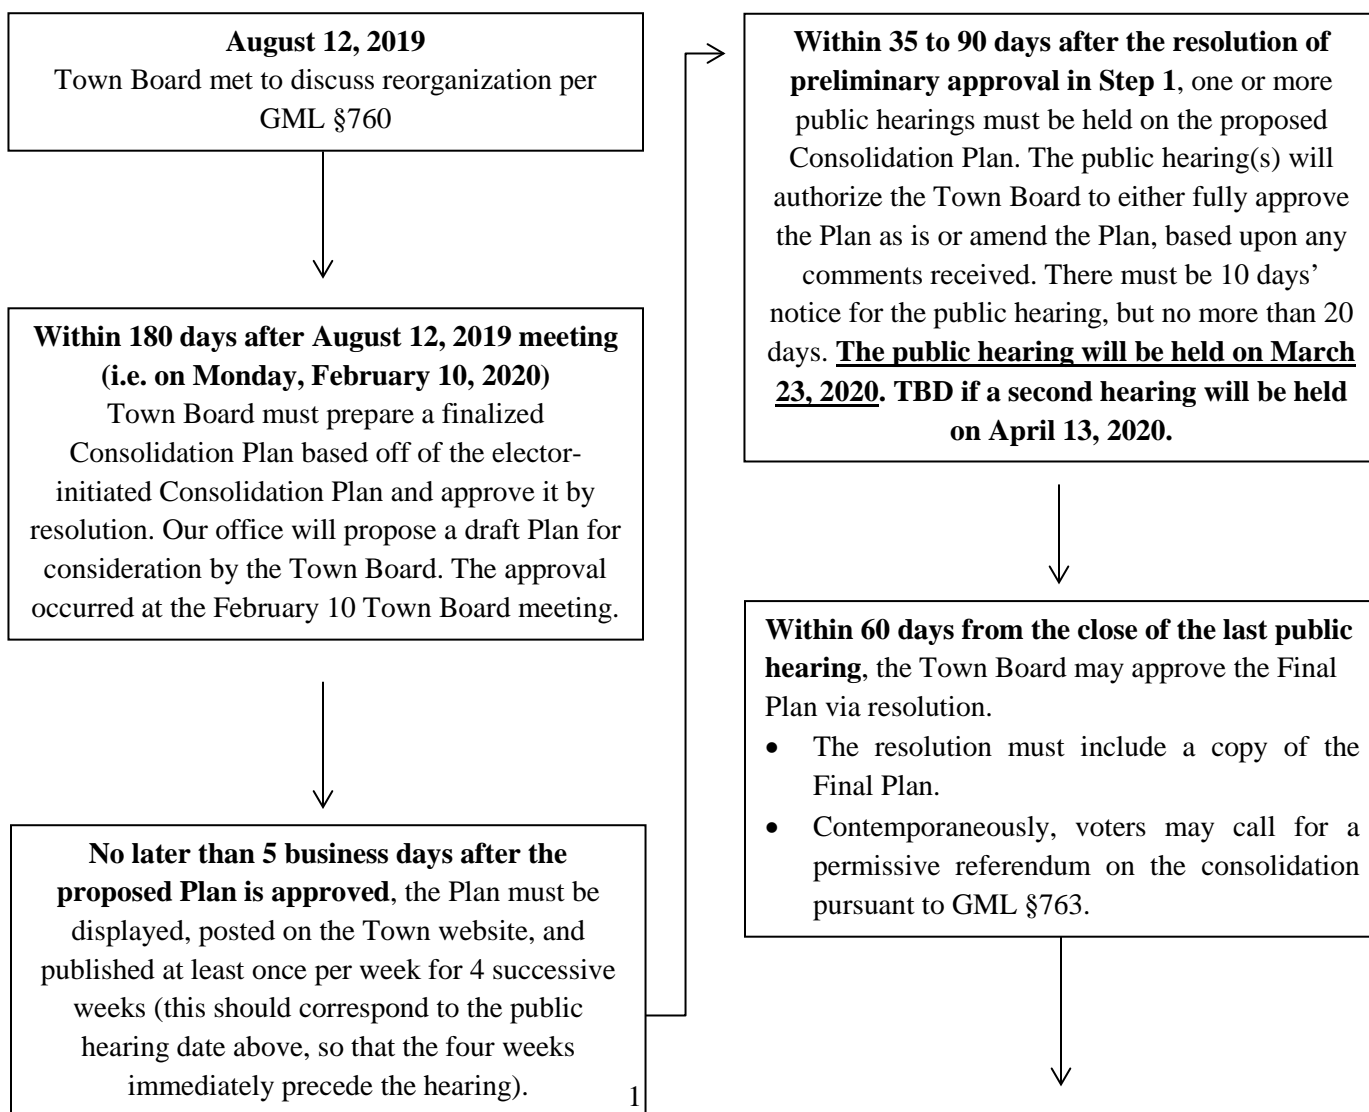 August 12, 2019
Town Board met to discuss reorganization per
GML §760
Within 180 days after August 12, 2019 meeting
(i.e. on Monday, February 10, 2020)
Town Board must prepare a finalized
Consolidation Plan based off of the elector-
initiated Consolidation Plan and approve it by
resolution. Our office will propose a draft Plan for
consideration by the Town Board. The approval
occurred at the February 10 Town Board meeting.
No later than 5 business days after the
proposed Plan is approved, the Plan must be
displayed, posted on the Town website, and
published at least once per week for 4 successive
weeks (this should correspond to the public
hearing date above, so that the four weeks
immediately precede the hearing).
Within 35 to 90 days after the resolution of
preliminary approval in Step 1, one or more
public hearings must be held on the proposed
Consolidation Plan. The public hearing(s) will
authorize the Town Board to either fully approve
the Plan as is or amend the Plan, based upon any
comments received. There must be 10 days’
notice for the public hearing, but no more than 20
days. The public hearing will be held on March
23, 2020. TBD if a second hearing will be held
on April 13, 2020.
Within 60 days from the close of the last public
hearing, the Town Board may approve the Final
Plan via resolution.
• The resolution must include a copy of the
Final Plan.
• Contemporaneously, voters may call for a
permissive referendum on the consolidation
pursuant to GML §763.
1